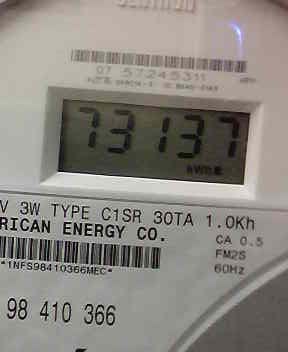 CENTRON
07 57245311
73137
kWh
V 3W TYPE C1SR 30TA 1.0Kh
RICAN ENERGY CO.
CA 0.5
FM2S
60Hz
*1NFS98410366MEC*
98 410 366